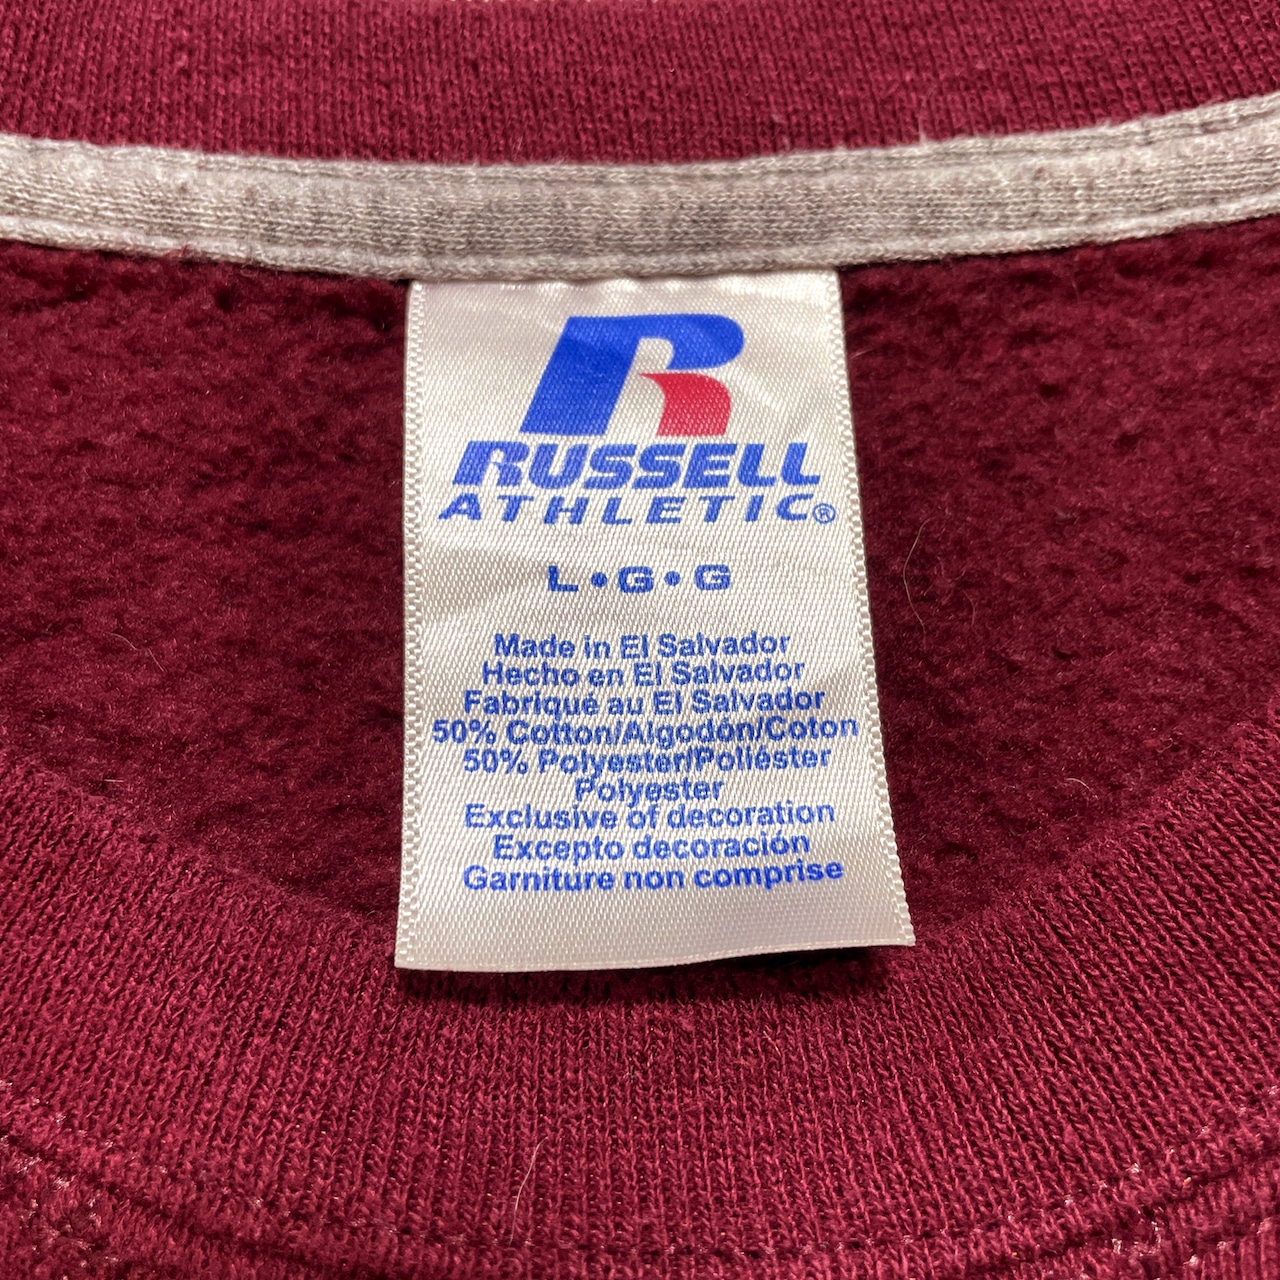 R
RUSSELL
ATHLETIC®
L•G•G
Made in El Salvador
Hecho en El Salvador
Fabriqué au El Salvador
50% Cotton/Algodón/Coton
50% Polyester/Poliéster
Polyester
Exclusive of decoration
Excepto decoración
Garniture non comprise